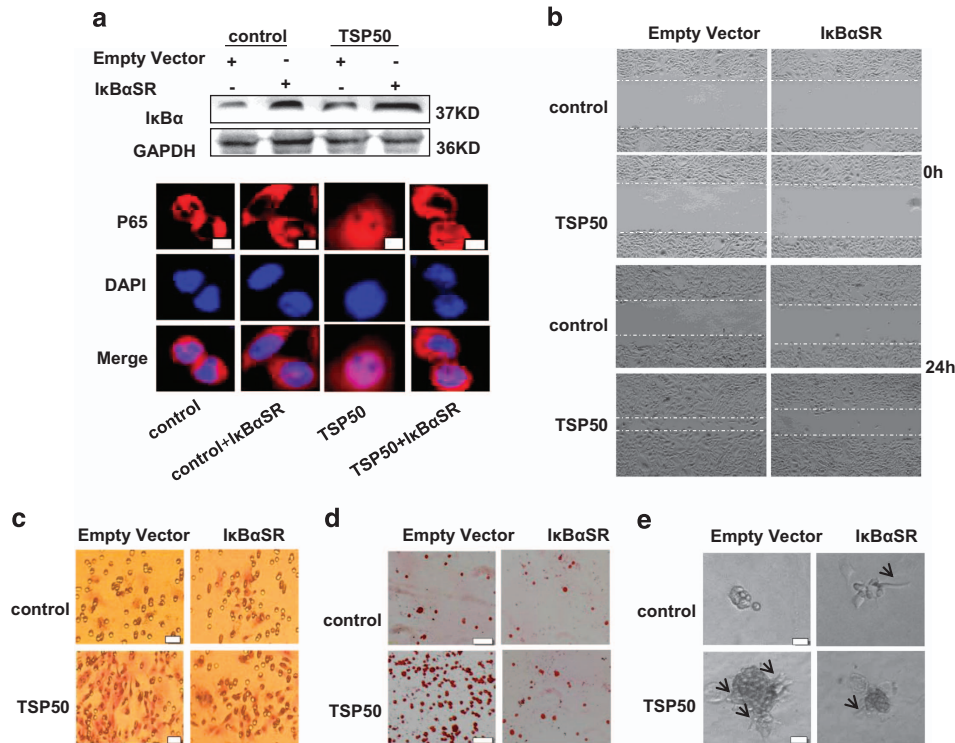 a
control TSP50
Empty Vector + - + -
IκBαSR - + - +
IκBα 37KD
GAPDH 36KD
P65
DAPI
Merge
control
control+IκBαSR
TSP50
TSP50+IκBαSR
b
Empty Vector IκBαSR
control
0h
TSP50
control
24h
TSP50
c
Empty Vector IκBαSR
control
TSP50
d
Empty Vector IκBαSR
control
TSP50
e
Empty Vector IκBαSR
control
TSP50